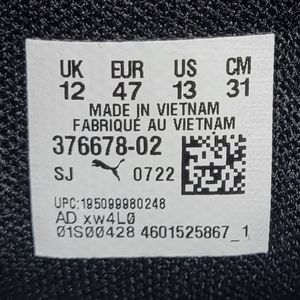 UK EUR US CM
12 47 13 31
MADE IN VIETNAM
FABRIQUÉ AU VIETNAM
376678-02
SJ 0722
UPC:195099980248
AD xw4L0
01S00428 4601525867_1